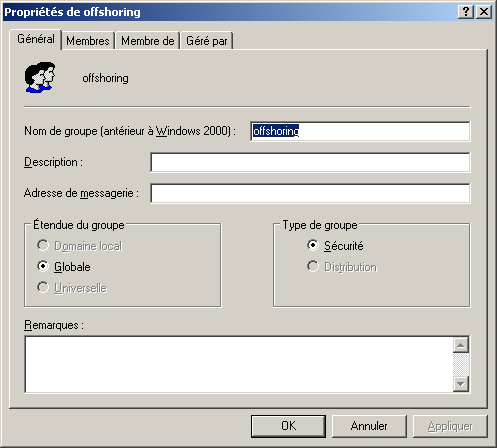 Propriétés de offshoring
Général Membres Membre de Géré par
offshoring
Nom de groupe (antérieur à Windows 2000) : offshoring
Description :
Adresse de messagerie :
Étendue du groupe Type de groupe
Domaine local Sécurité
Globale Distribution
Universelle
Remarques :
OK Annuler Appliquer